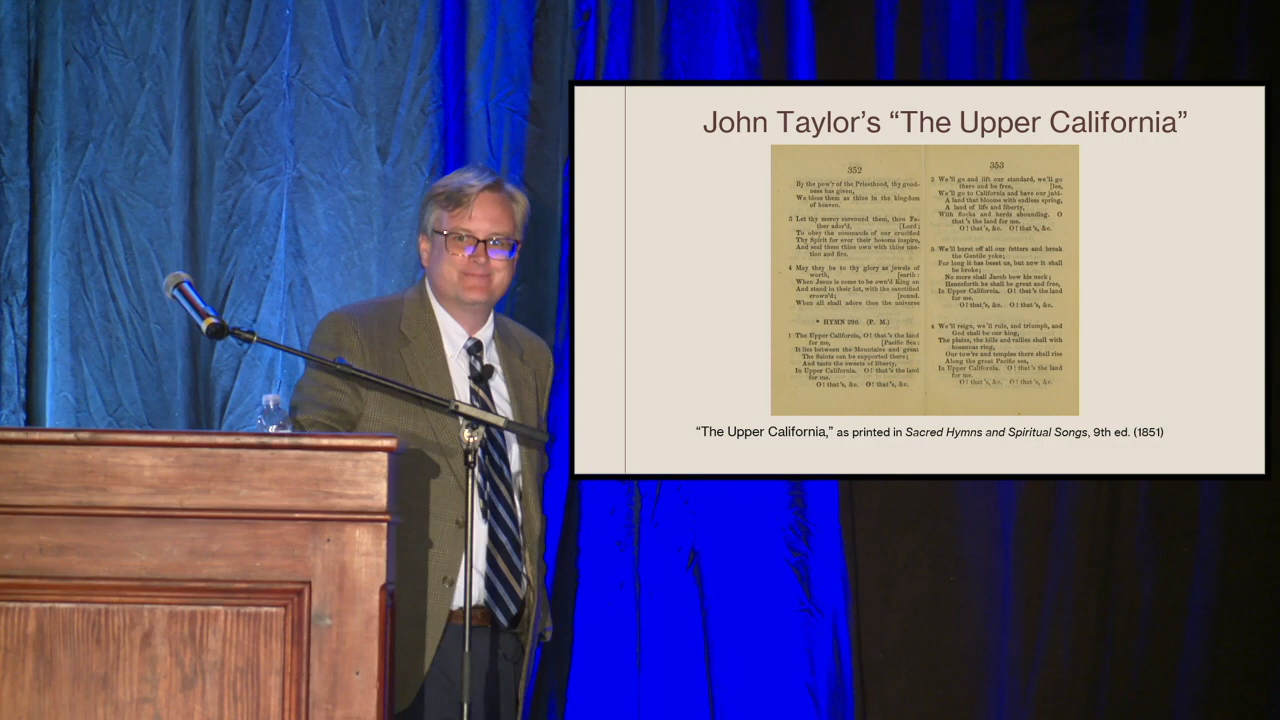 John Taylor's “The Upper California”
352
By the pow'r of the Priesthood, thy good-
ness has given,
We bless them as thine in the kingdom
of heaven.
3 Let thy mercy surround them, thou Fa-
ther ador'd, [Lord;
To obey the commands of our crucified
Thy Spirit for ever their bosoms inspire,
And seal them thine own with thine unc-
tion and fire.
4 May they be to thy glory as jewels of
worth, [earth:
When Jesus is come to be own'd King on
And stand in their lot, with the sanctified
crown'd; [round.
When all shall adore thee the universe
* HYMN 290. (P. M.)
1 The Upper California, O! that's the land
for me, [Pacific Sea:
It lies between the Mountains and great
The Saints can be supported there;
And taste the sweets of liberty,
In Upper California. O! that's the land
for me.
O! that's, &c. O! that's, &c.
353
2 We'll go and lift our standard, we'll go
there and be free, [lee,
We'll go to California and have our jubi-
A land that blooms with endless spring,
A land of life and liberty,
With flocks and herds abounding. O
that's the land for me.
O! that's, &c. O! that's, &c.
3 We'll burst off all our fetters and break
the Gentile yoke;
For long it has beset us, but now it shall
be broke;
No more shall Jacob bow his neck;
Henceforth he shall be great and free,
In Upper California. O! that's the land
for me.
O! that's, &c. O! that's, &c.
4 We'll reign, we'll rule, and triumph, and
God shall be our king,
The plains, the hills and vallies shall with
hosannas ring,
Our tow'rs and temples there shall rise
Along the great Pacific sea,
In Upper California. O! that's the land
for me.
O! that's, &c. O! that's, &c.
“The Upper California,” as printed in Sacred Hymns and Spiritual Songs, 9th ed. (1851)